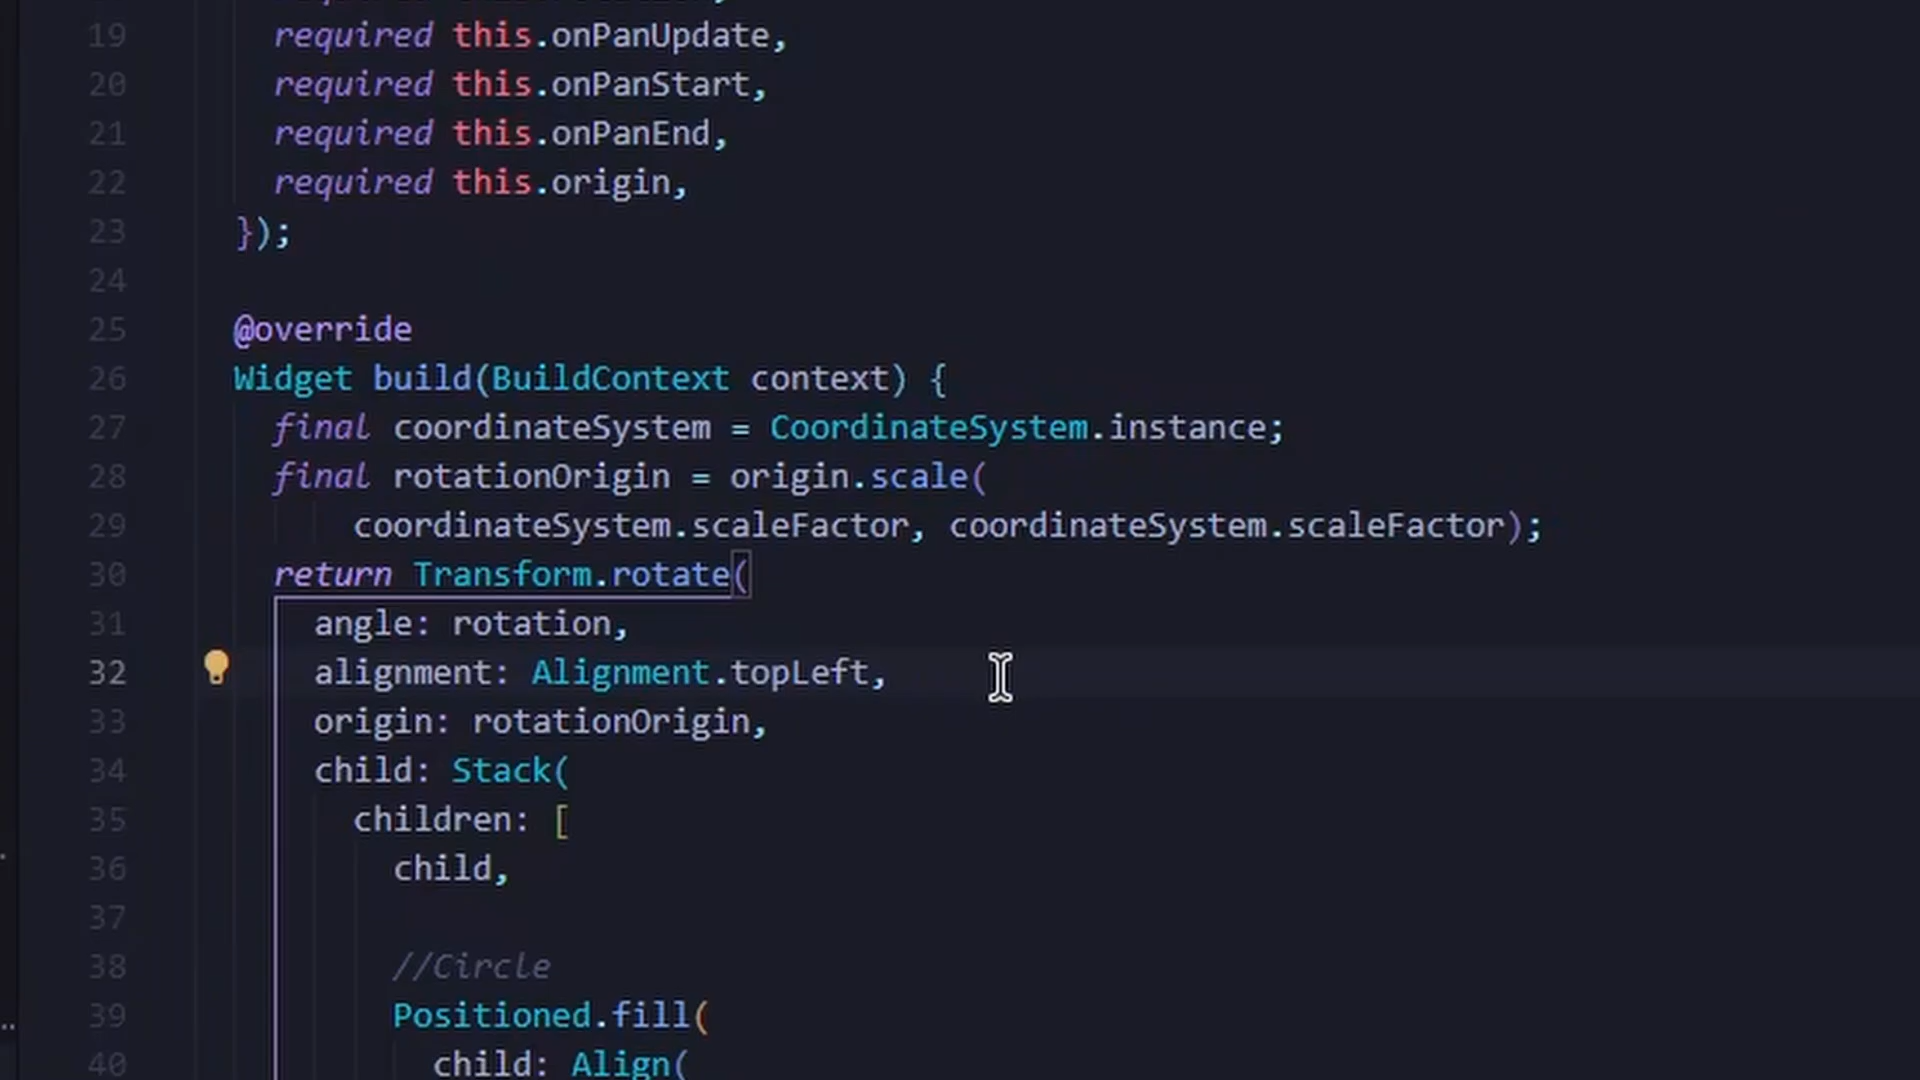 19 required this.onPanUpdate,
20 required this.onPanStart,
21 required this.onPanEnd,
22 required this.origin,
23 });
24
25 @override
26 Widget build(BuildContext context) {
27 final coordinateSystem = CoordinateSystem.instance;
28 final rotationOrigin = origin.scale(
29 coordinateSystem.scaleFactor, coordinateSystem.scaleFactor);
30 return Transform.rotate(
31 angle: rotation,
32 alignment: Alignment.topLeft,
33 origin: rotationOrigin,
34 child: Stack(
35 children: [
36 child,
37
38 //Circle
39 Positioned.fill(
40 child: Align(